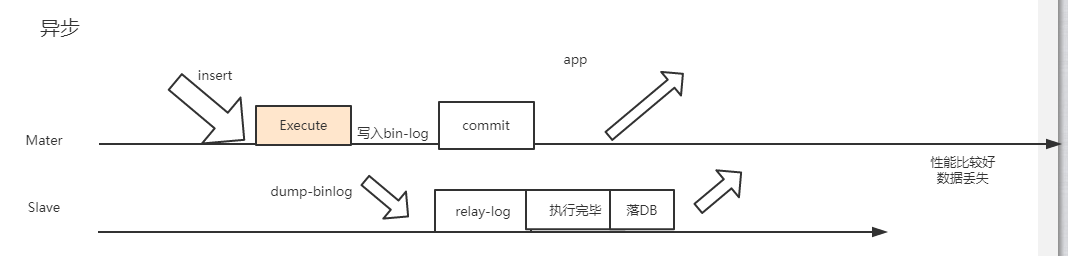 异步
insert
app
Execute
写入bin-log
commit
Mater
性能比较好
数据丢失
dump-binlog
Slave
relay-log
执行完毕
落DB